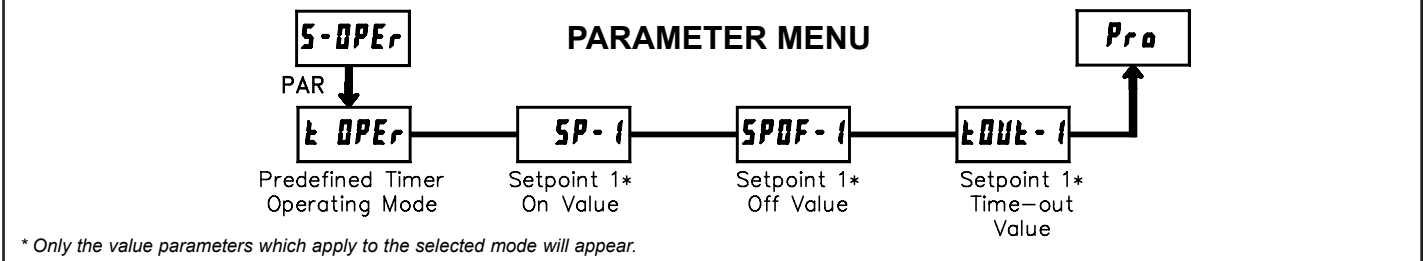 S-OPEr
PARAMETER MENU
Pro
PAR
t OPEr
SP-1
SPOF-1
tOUt-1
Predefined Timer
Operating Mode
Setpoint 1*
On Value
Setpoint 1*
Off Value
Setpoint 1*
Time-out
Value
* Only the value parameters which apply to the selected mode will appear.